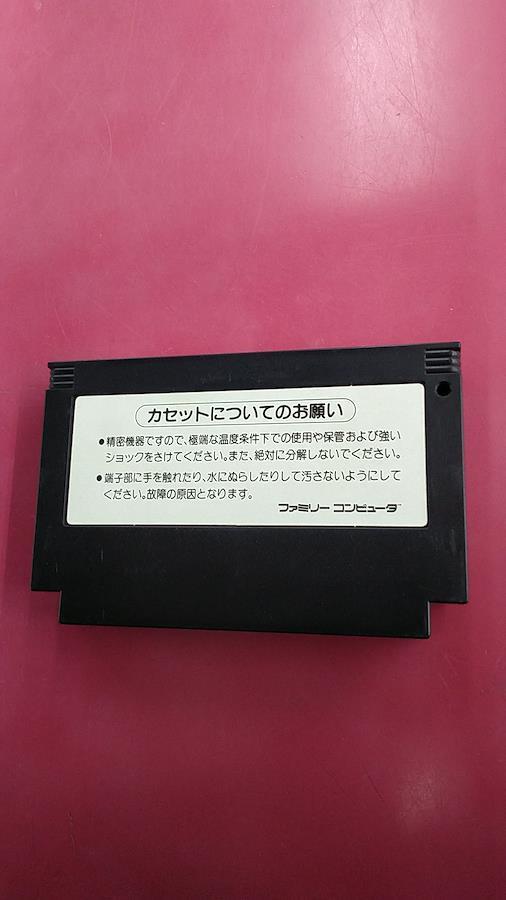 カセットについてのお願い
●精密機器ですので、極端な温度条件下での使用や保管および強い
ショックをさけてください。また、絶対に分解しないでください。
●端子部に手を触れたり、水にぬらしたりして汚さないようにして
ください。故障の原因となります。
ファミリー コンピュータ™